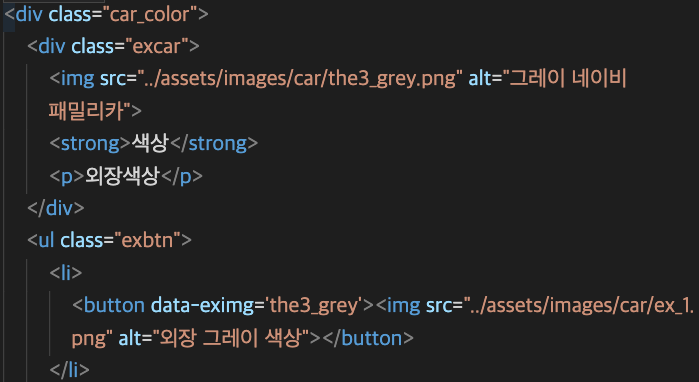 <div class="car_color">
<div class="excar">
<img src="../assets/images/car/the3_grey.png" alt="그레이 네이비
패밀리카">
<strong>색상</strong>
<p>외장색상</p>
</div>
<ul class="exbtn">
<li>
<button data-eximg='the3_grey'><img src="../assets/images/car/ex_1.
png" alt="외장 그레이 색상"></button>
</li>